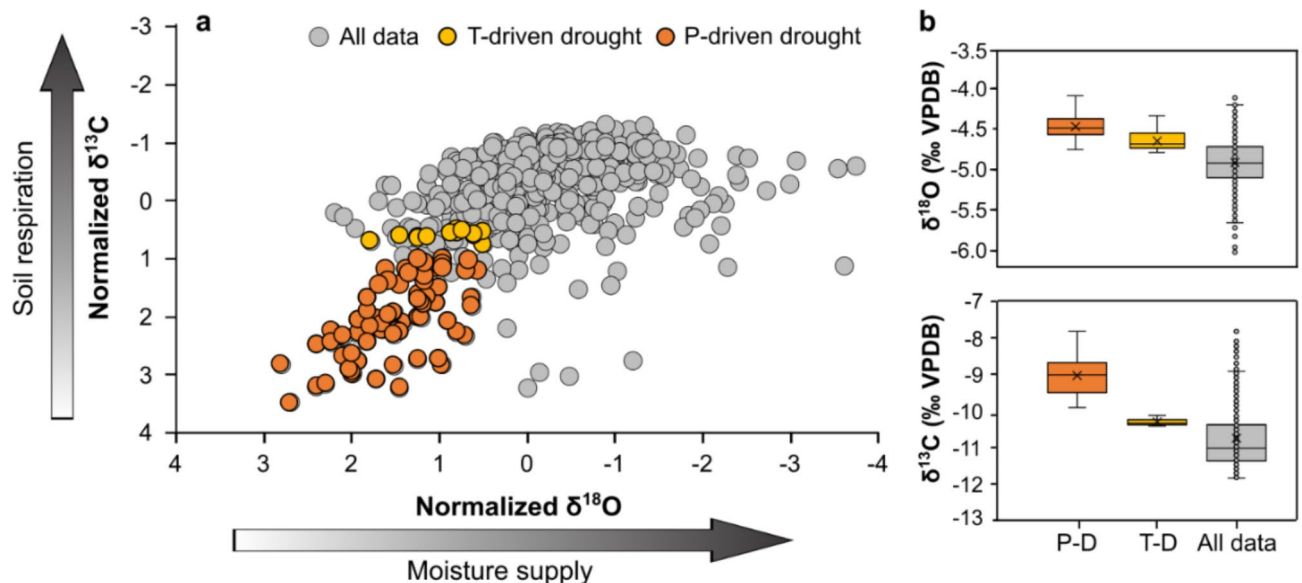 a
All data
T-driven drought
P-driven drought
Soil respiration
Normalized δ¹³C
-3
-2
-1
0
1
2
3
4
4
3
2
1
0
-1
-2
-3
-4
Normalized δ¹⁸O
Moisture supply
b
δ¹⁸O (‰ VPDB)
-3.5
-4.0
-4.5
-5.0
-5.5
-6.0
δ¹³C (‰ VPDB)
-7
-8
-9
-10
-11
-12
-13
P-D
T-D
All data